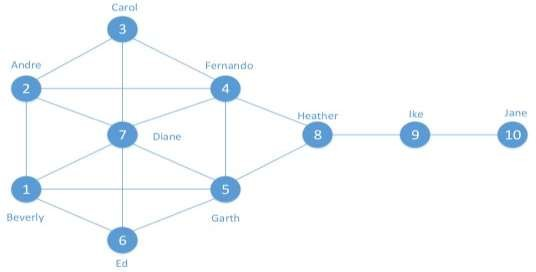 Carol
3
Andre
Fernando
2
4
Heather
Ike
Jane
7
Diane
8
9
10
1
5
Beverly
Garth
6
Ed